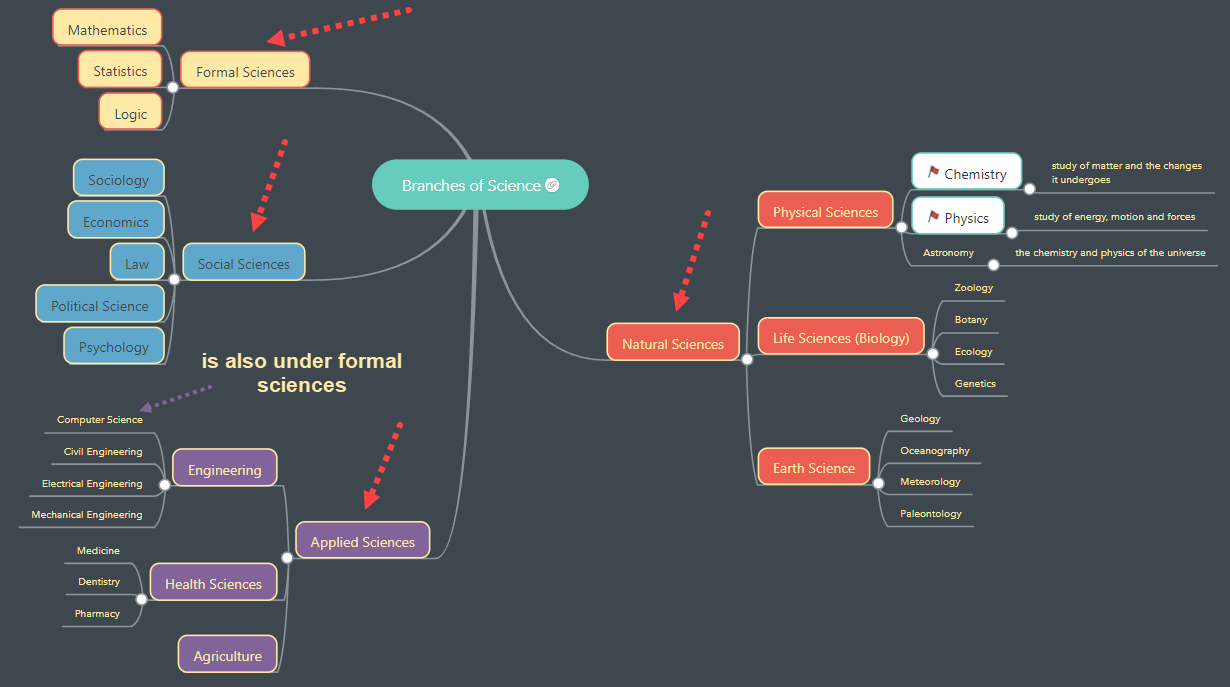 Branches of Science
Formal Sciences
Mathematics
Statistics
Logic
Social Sciences
Sociology
Economics
Law
Political Science
Psychology
is also under formal
sciences
Applied Sciences
Engineering
Computer Science
Civil Engineering
Electrical Engineering
Mechanical Engineering
Health Sciences
Medicine
Dentistry
Pharmacy
Agriculture
Natural Sciences
Physical Sciences
Chemistry
study of matter and the changes
it undergoes
Physics
study of energy, motion and forces
Astronomy
the chemistry and physics of the universe
Life Sciences (Biology)
Zoology
Botany
Ecology
Genetics
Earth Science
Geology
Oceanography
Meteorology
Paleontology